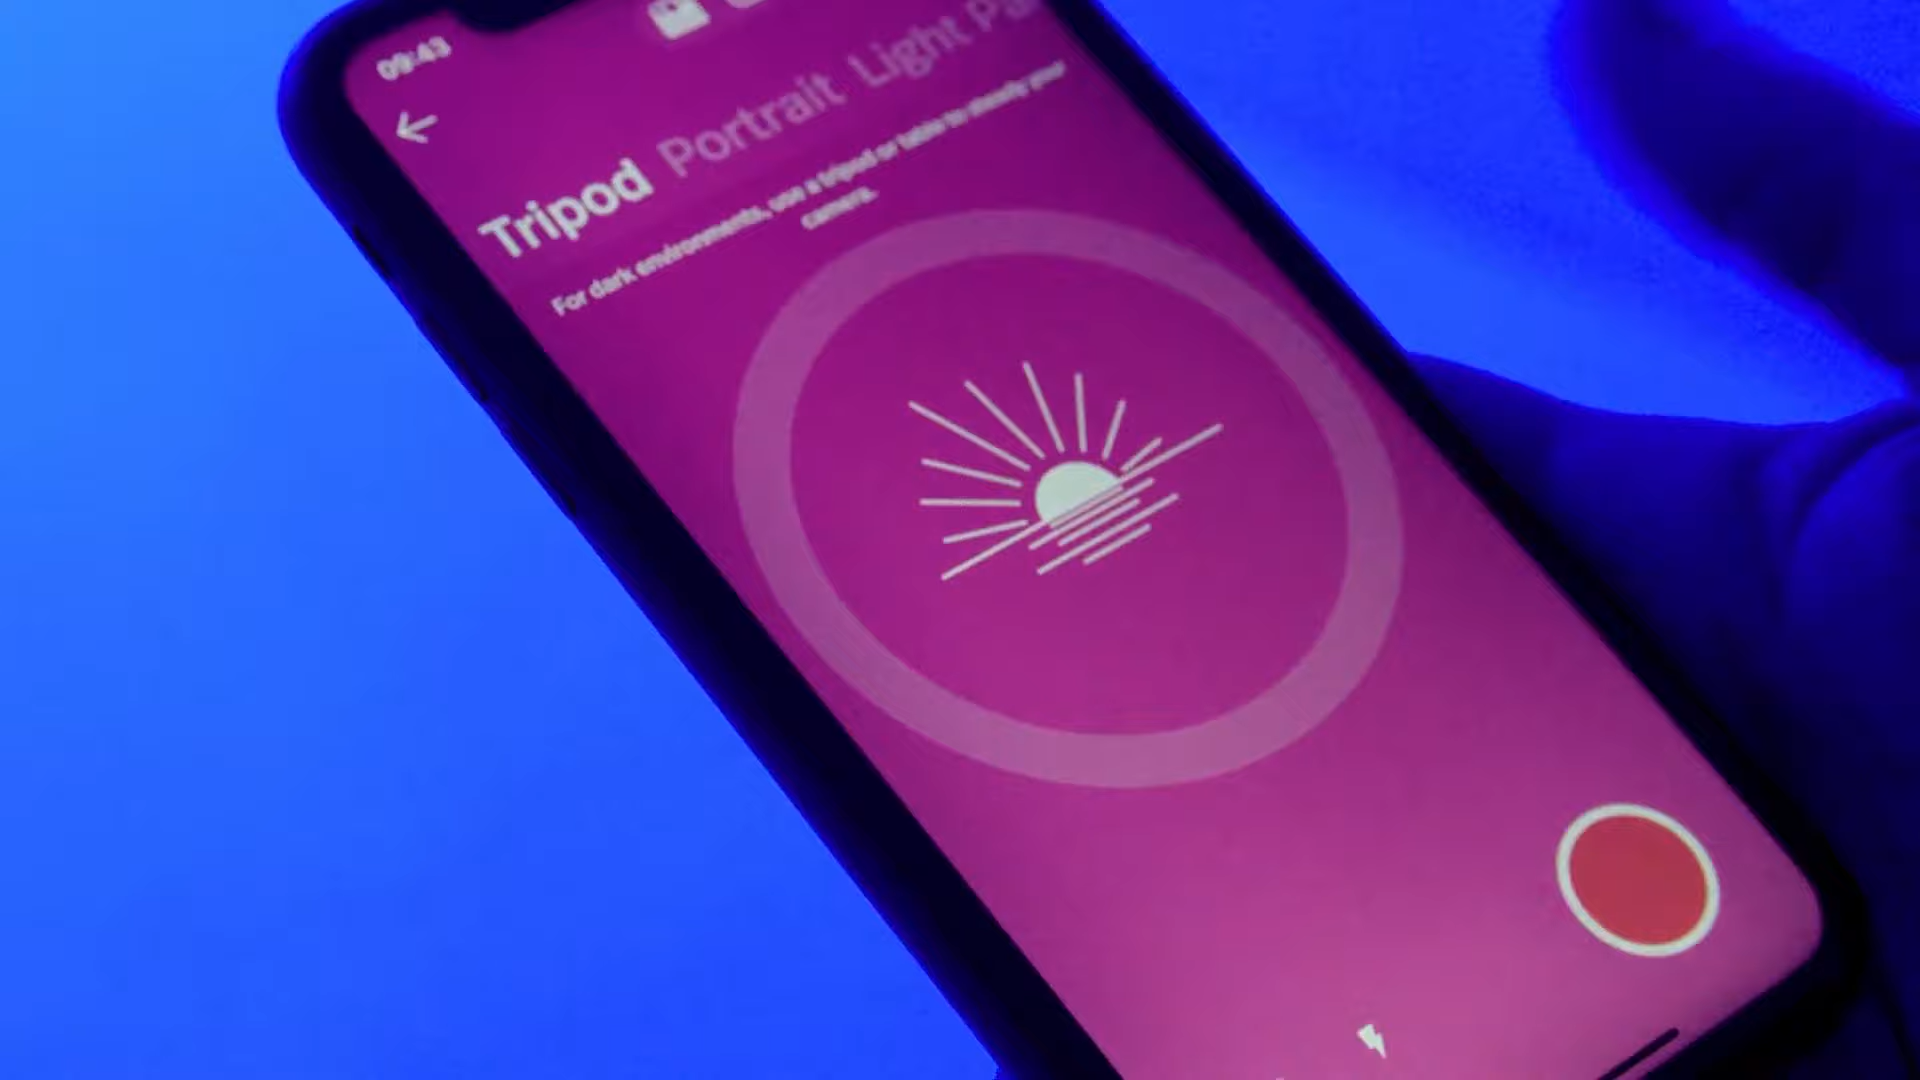 09:43
Tripod Portrait Light
For dark environments, use a tripod or table to steady your
camera.